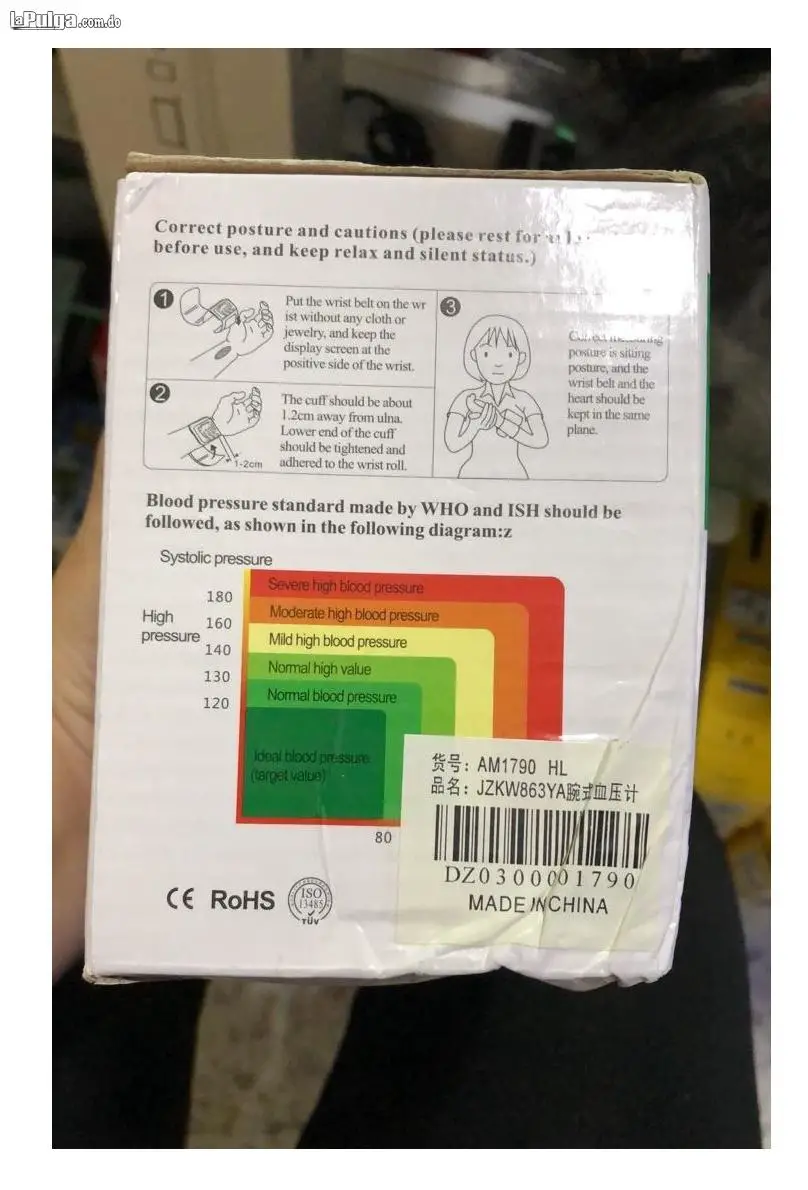 LaPulga.com.do
Correct posture and cautions (please rest for
before use, and keep relax and silent status.)
1
Put the wrist belt on the wr
ist without any cloth or
jewelry, and keep the
display screen at the
positive side of the wrist.
2
The cuff should be about
1.2cm away from ulna.
Lower end of the cuff
should be tightened and
adhered to the wrist roll.
1-2cm
3
posture is sitting
posture, and the
wrist belt and the
heart should be
kept in the same
plane.
Blood pressure standard made by WHO and ISH should be
followed, as shown in the following diagram:z
Systolic pressure
High
pressure
180
160
140
130
120
Severe high blood pressure
Moderate high blood pressure
Mild high blood pressure
Normal high value
Normal blood pressure
Ideal blood pressure
(target value)
80
货号: AM1790 HL
品名: JZKW863YA腕式血压计
DZ0300001790
MADE IN CHINA
CE RoHS
ISO
13485
TÜV